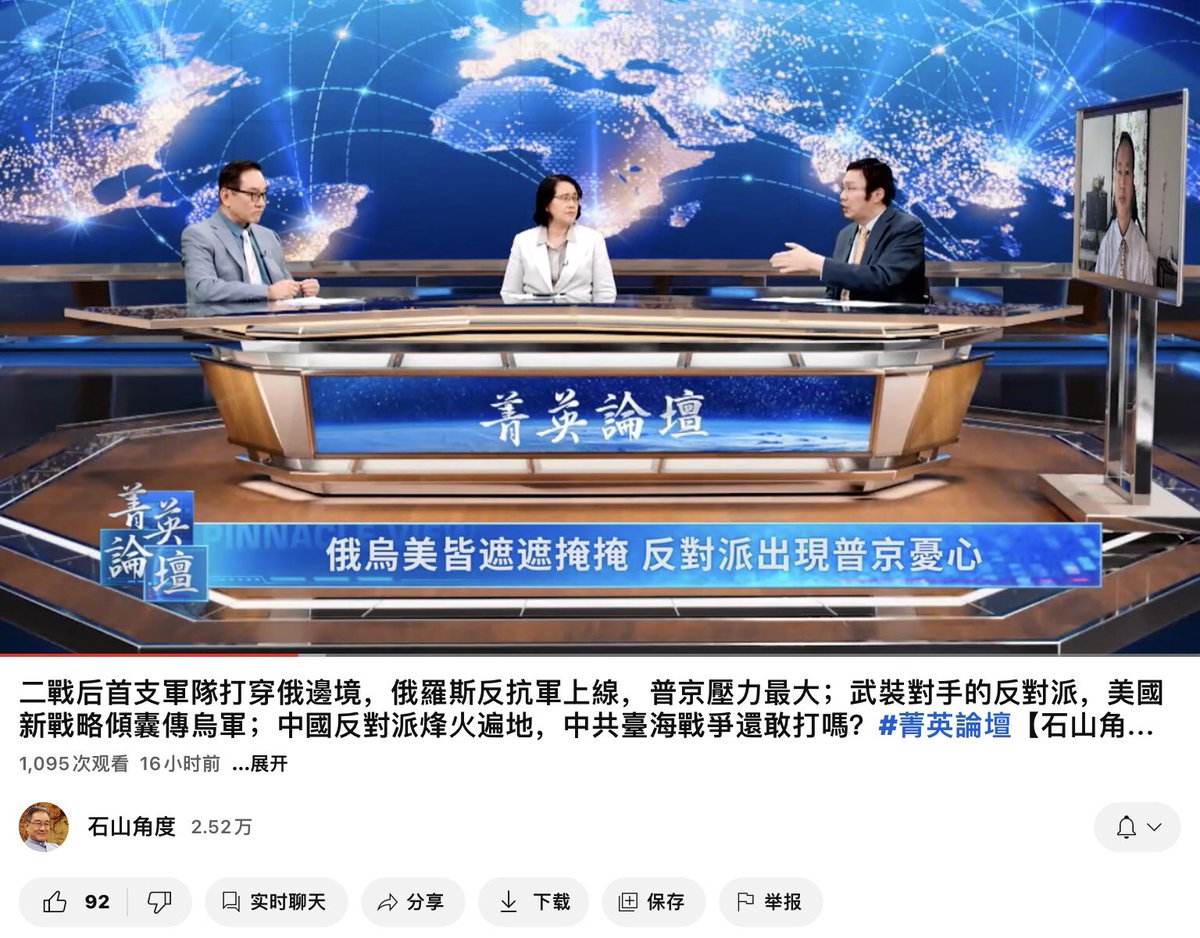 菁英論壇
菁英
論壇
PINNACLE VIEW
俄烏美皆遮遮掩掩 反對派出現普京憂心
二戰后首支軍隊打穿俄邊境，俄羅斯反抗軍上線，普京壓力最大；武裝對手的反對派，美國
新戰略傾囊傳烏軍；中國反對派烽火遍地，中共臺海戰爭還敢打嗎？#菁英論壇【石山角...
1,095次观看 16小时前 ...展开
石山角度 2.52万
92 实时聊天 分享 下载 保存 举报